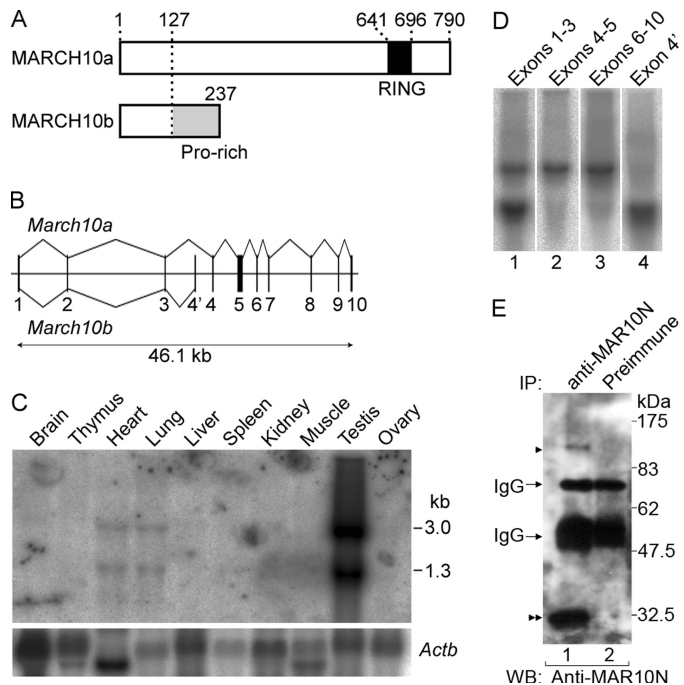 A
1 127 641 696 790
MARCH10a
RING
MARCH10b
237
Pro-rich
B
March10a
1 2 3 4' 4 5 6 7 8 9 10
March10b
46.1 kb
C
Brain Thymus Heart Lung Liver Spleen Kidney Muscle Testis Ovary
kb
3.0
1.3
Actb
D
Exons 1-3 Exons 4-5 Exons 6-10 Exon 4'
1 2 3 4
E
IP: anti-MAR10N Preimmune
kDa
175
83
IgG
62
IgG
47.5
32.5
1 2
WB: Anti-MAR10N